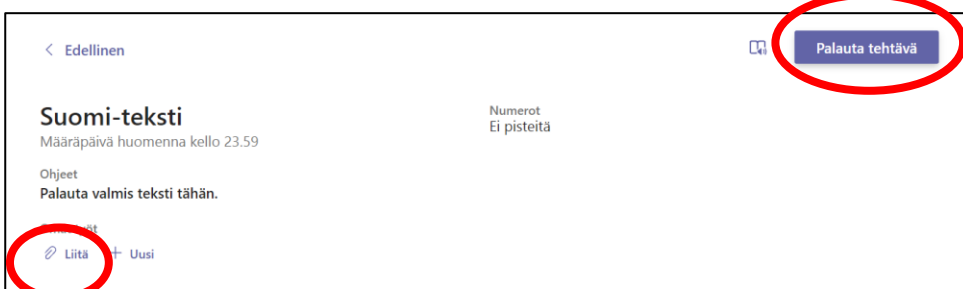 Edellinen
Palauta tehtävä
Suomi-teksti
Määräpäivä huomenna kello 23.59
Numerot
Ei pisteitä
Ohjeet
Palauta valmis teksti tähän.
Liitä + Uusi